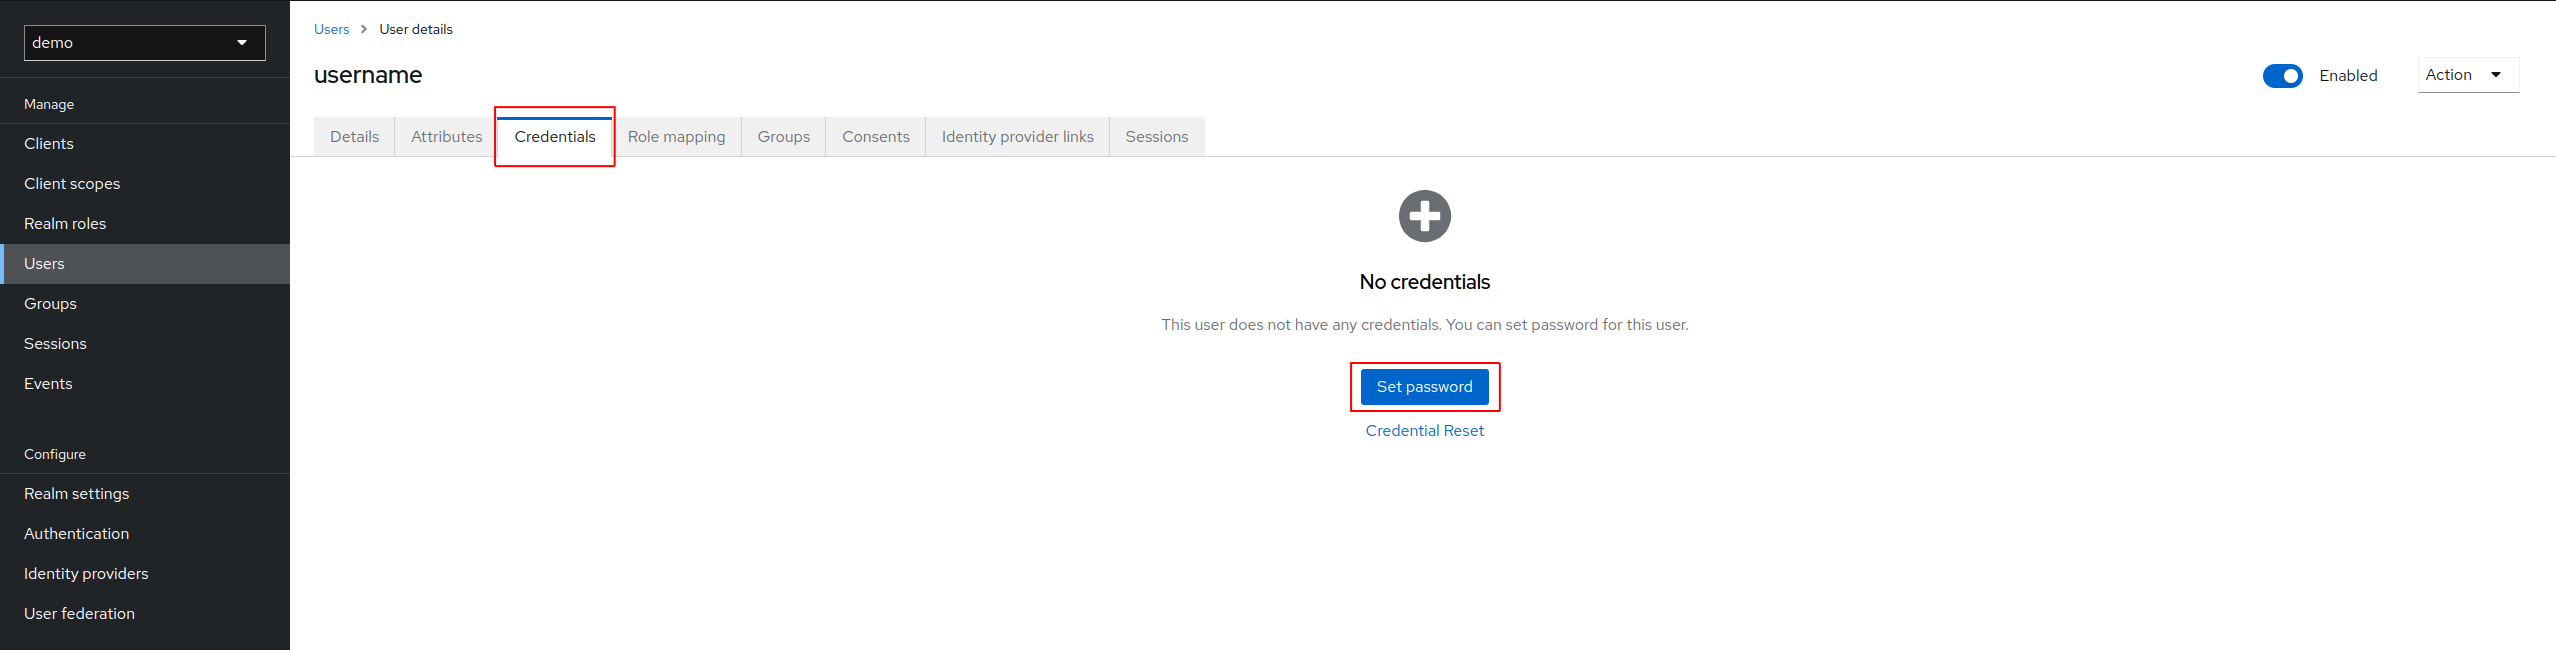 demo
Manage
Clients
Client scopes
Realm roles
Users
Groups
Sessions
Events
Configure
Realm settings
Authentication
Identity providers
User federation
Users > User details
username
Enabled
Action
Details Attributes Credentials Role mapping Groups Consents Identity provider links Sessions
No credentials
This user does not have any credentials. You can set password for this user.
Set password
Credential Reset